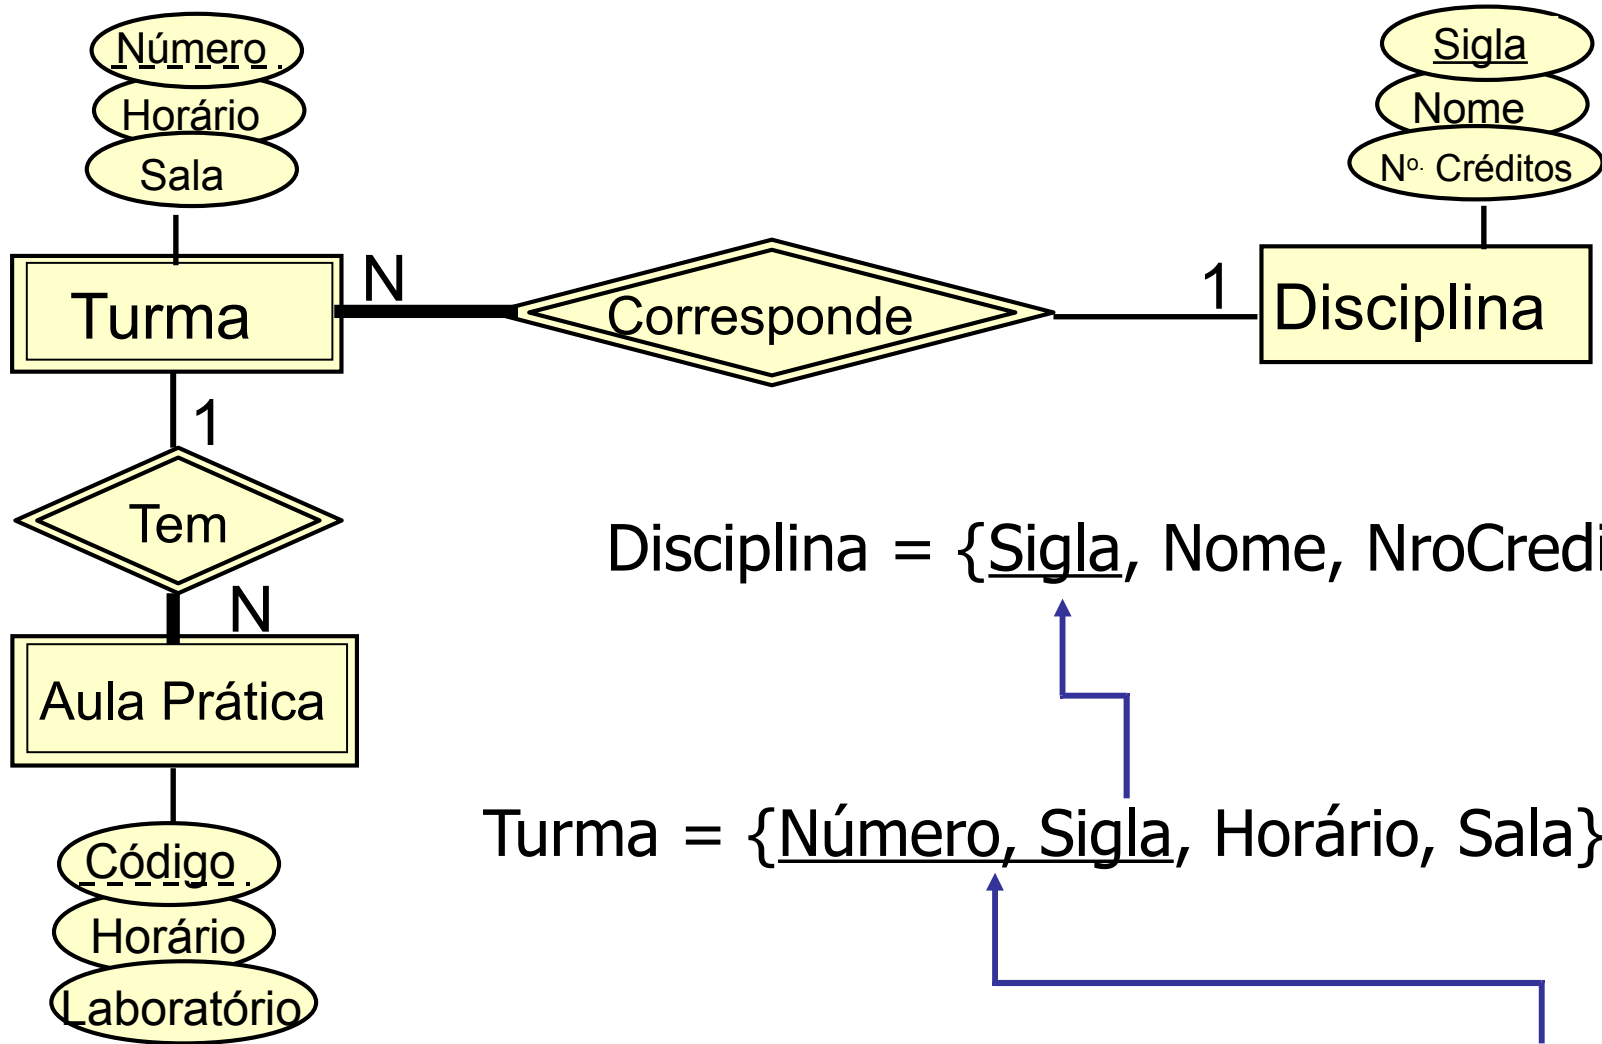 Número
Horário
Sala
Sigla
Nome
Nº. Créditos
Turma
N
Corresponde
1
Disciplina
1
Tem
N
Aula Prática
Código
Horário
Laboratório
Disciplina = {Sigla, Nome, NroCredi
Turma = {Número, Sigla, Horário, Sala}